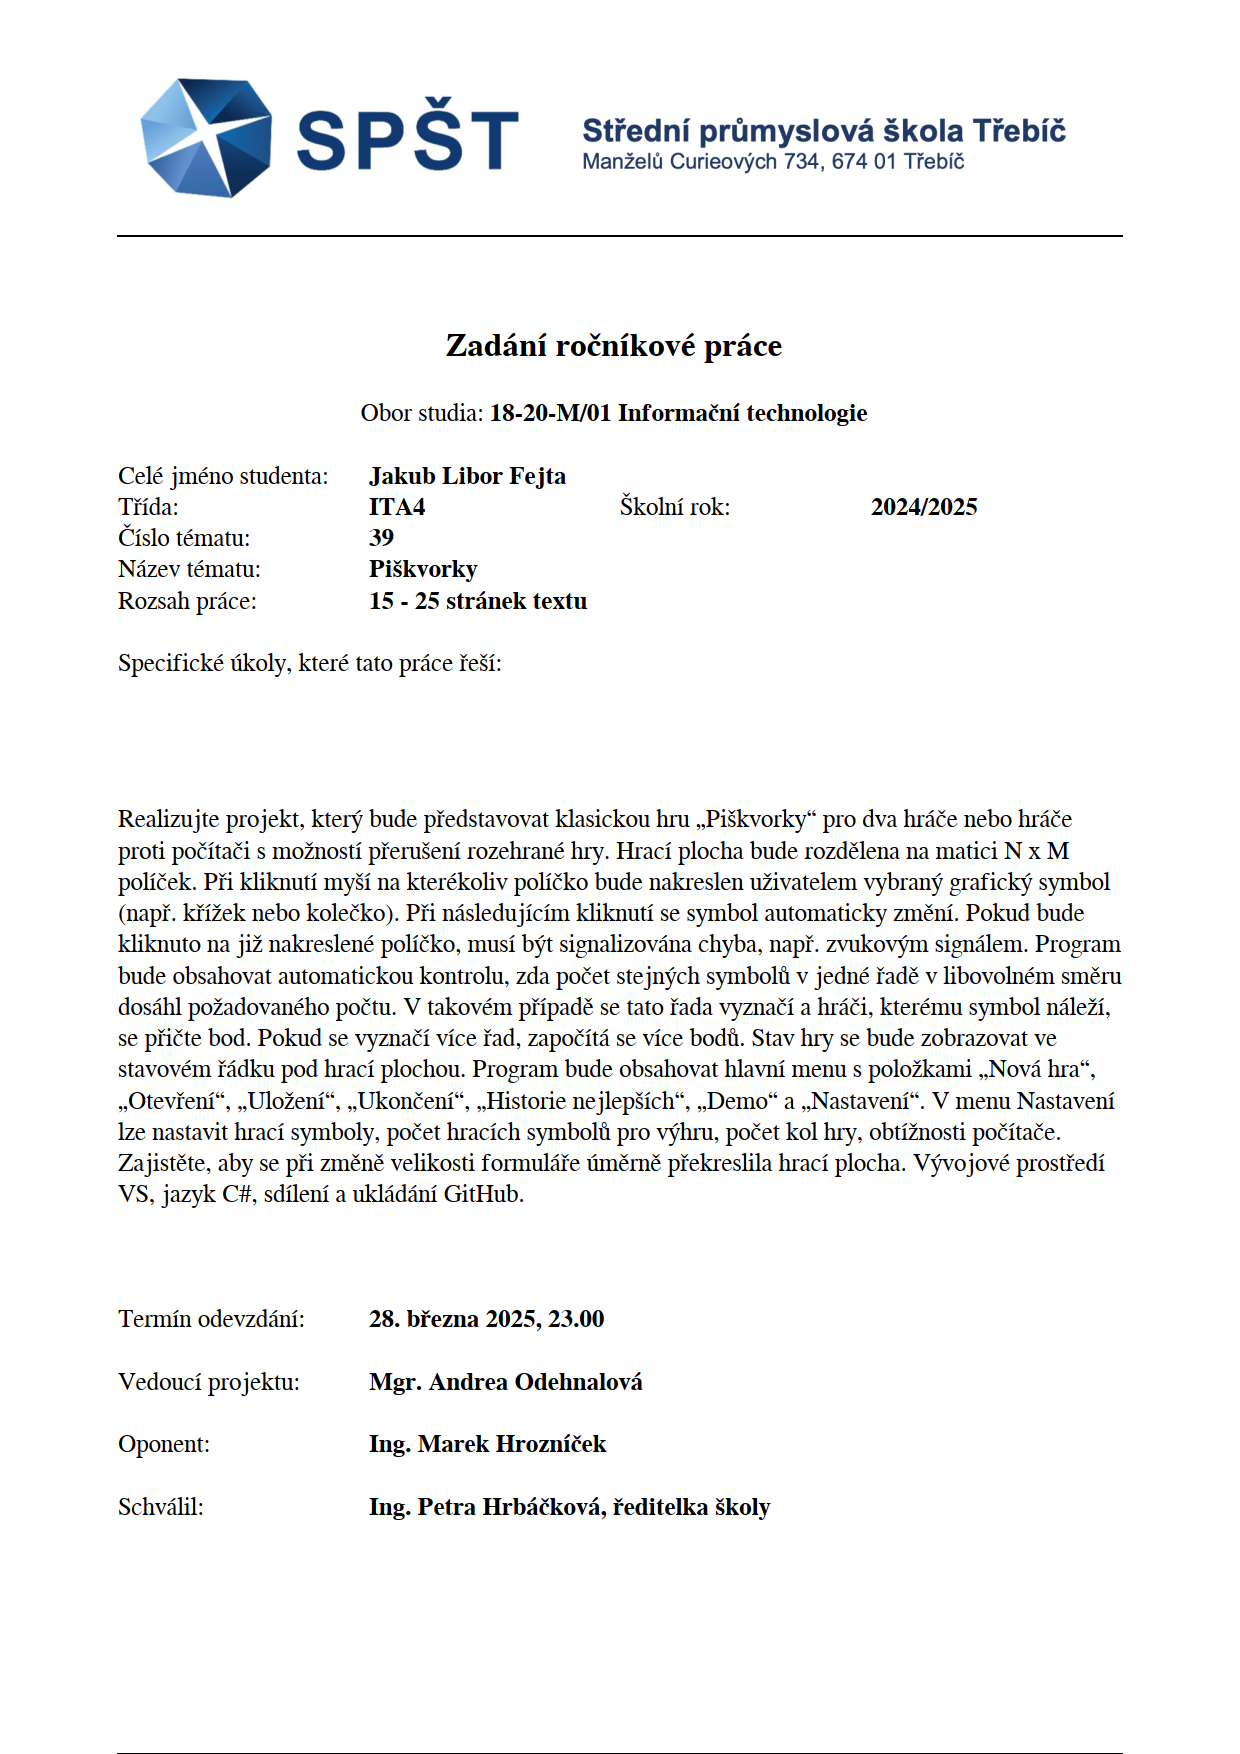 SPŠT
Střední průmyslová škola Třebíč
Manželů Curieových 734, 674 01 Třebíč
Zadání ročníkové práce
Obor studia: 18-20-M/01 Informační technologie
Celé jméno studenta: Jakub Libor Fejta
Třída: ITA4 Školní rok: 2024/2025
Číslo tématu: 39
Název tématu: Piškvorky
Rozsah práce: 15 - 25 stránek textu
Specifické úkoly, které tato práce řeší:
Realizujte projekt, který bude představovat klasickou hru „Piškvorky“ pro dva hráče nebo hráče
proti počítači s možností přerušení rozehrané hry. Hrací plocha bude rozdělena na matici N x M
políček. Při kliknutí myší na kterékoliv políčko bude nakreslen uživatelem vybraný grafický symbol
(např. křížek nebo kolečko). Při následujícím kliknutí se symbol automaticky změní. Pokud bude
kliknuto na již nakreslené políčko, musí být signalizována chyba, např. zvukovým signálem. Program
bude obsahovat automatickou kontrolu, zda počet stejných symbolů v jedné řadě v libovolném směru
dosáhl požadovaného počtu. V takovém případě se tato řada vyznačí a hráči, kterému symbol náleží,
se přičte bod. Pokud se vyznačí více řad, započítá se více bodů. Stav hry se bude zobrazovat ve
stavovém řádku pod hrací plochou. Program bude obsahovat hlavní menu s položkami „Nová hra“,
„Otevření“, „Uložení“, „Ukončení“, „Historie nejlepších“, „Demo“ a „Nastavení“. V menu Nastavení
lze nastavit hrací symboly, počet hracích symbolů pro výhru, počet kol hry, obtížnosti počítače.
Zajistěte, aby se při změně velikosti formuláře úměrně překreslila hrací plocha. Vývojové prostředí
VS, jazyk C#, sdílení a ukládání GitHub.
Termín odevzdání: 28. března 2025, 23.00
Vedoucí projektu: Mgr. Andrea Odehnalová
Oponent: Ing. Marek Hrozníček
Schválil: Ing. Petra Hrbáčková, ředitelka školy